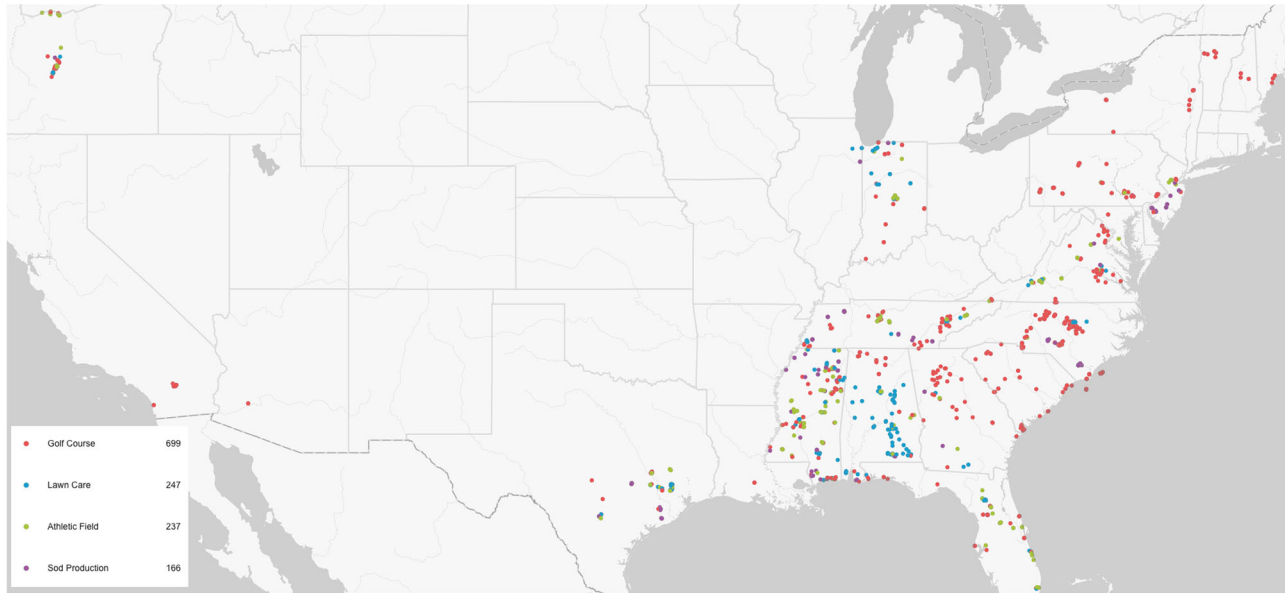 Golf Course 699
Lawn Care 247
Athletic Field 237
Sod Production 166